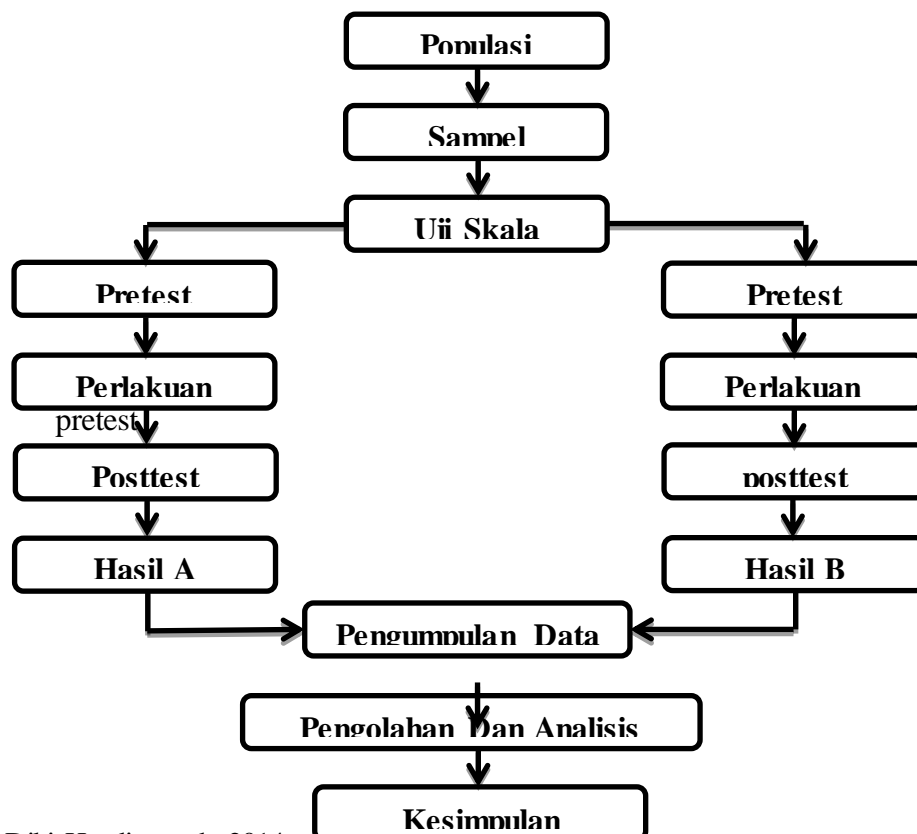 Populasi
Sampel
Uji Skala
Pretest
Pretest
Perlakuan
Perlakuan
pretest
Posttest
posttest
Hasil A
Hasil B
Pengumpulan Data
Pengolahan Dan Analisis
Kesimpulan
2014